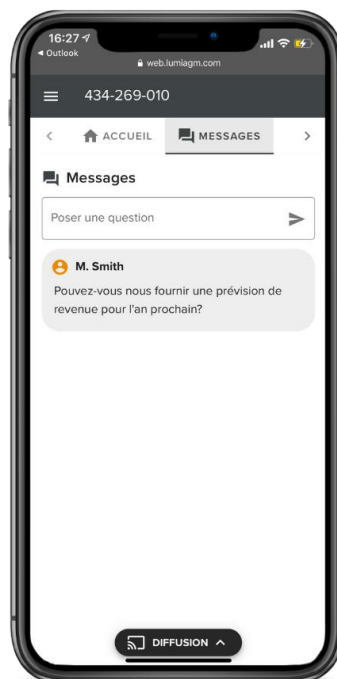 16:27
Outlook
web.lumiagm.com
434-269-010
ACCUEIL
MESSAGES
Messages
Poser une question
M. Smith
Pouvez-vous nous fournir une prévision de
revenue pour l'an prochain?
DIFFUSION